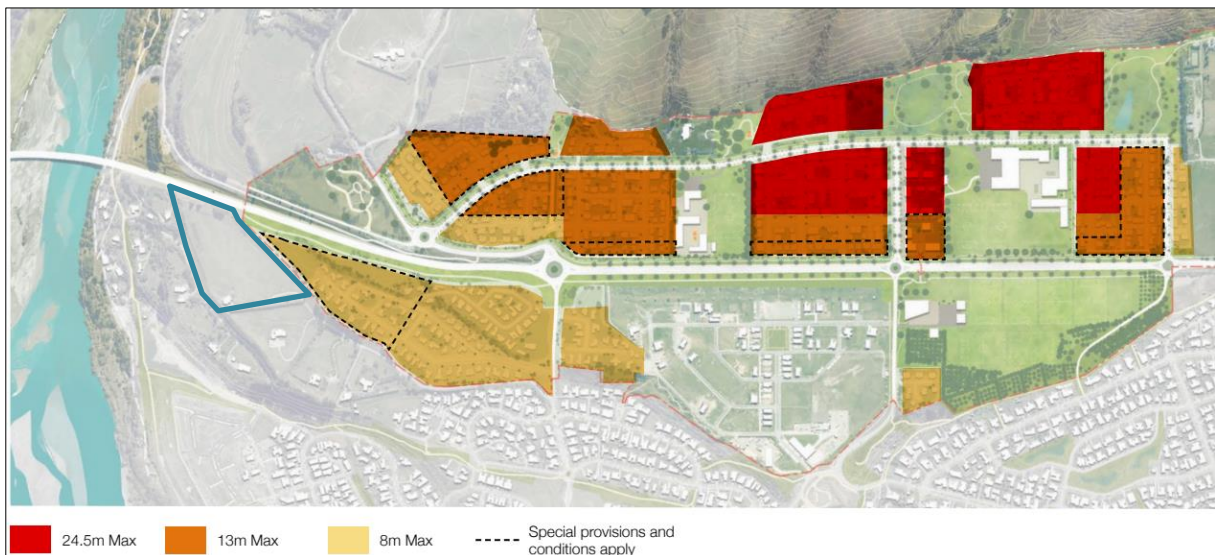 24.5m Max
13m Max
8m Max
Special provisions and
conditions apply